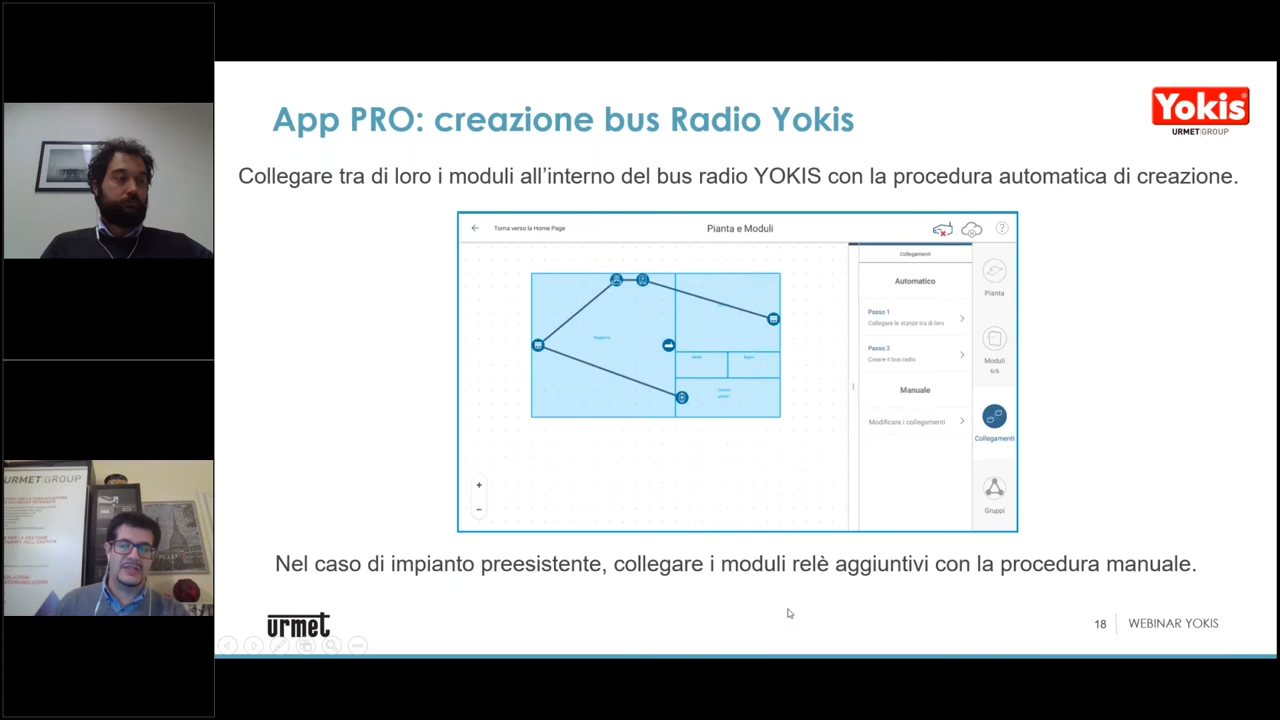 App PRO: creazione bus Radio Yokis
Yokis
URMET GROUP
Collegare tra di loro i moduli all'interno del bus radio YOKIS con la procedura automatica di creazione.
Torna verso la Home Page
Pianta e Moduli
?
Collegamenti
Automatico
Passo 1
Collegare le stanze tra di loro
Passo 2
Creare il bus radio
Manuale
Modificare i collegamenti
Pianta
Moduli
6/6
Collegamenti
Gruppi
+
−
Nel caso di impianto preesistente, collegare i moduli relè aggiuntivi con la procedura manuale.
urmet
18
WEBINAR YOKIS
URMET GROUP